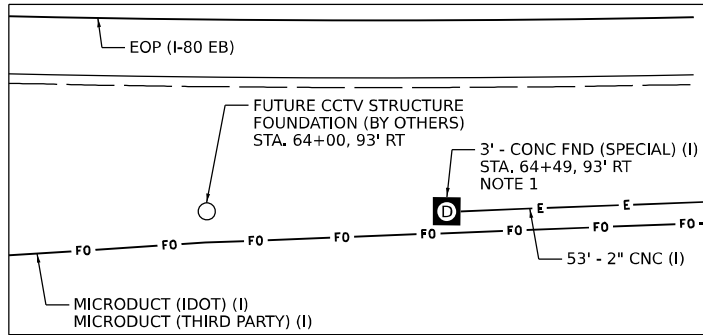 EOP (I-80 EB)
FUTURE CCTV STRUCTURE
FOUNDATION (BY OTHERS)
STA. 64+00, 93' RT
3' - CONC FND (SPECIAL) (I)
STA. 64+49, 93' RT
NOTE 1
D
E E
FO FO FO FO FO FO FO FO
53' - 2" CNC (I)
MICRODUCT (IDOT) (I)
MICRODUCT (THIRD PARTY) (I)